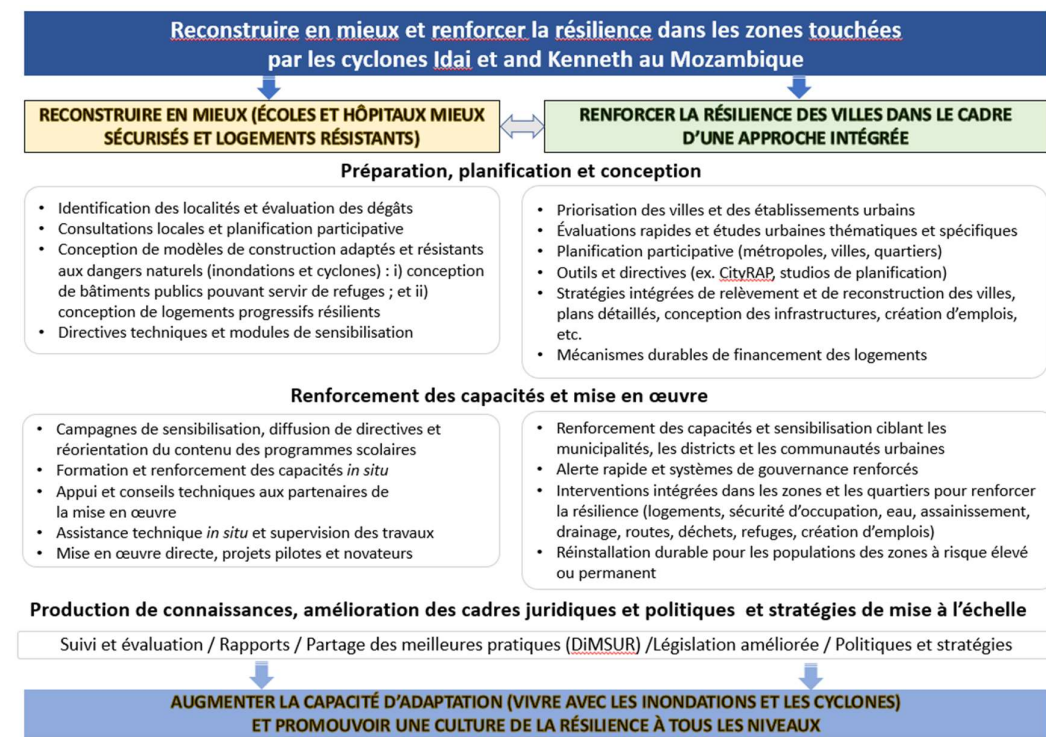 Reconstruire en mieux et renforcer la résilience dans les zones touchées
par les cyclones Idai et and Kenneth au Mozambique
RECONSTRUIRE EN MIEUX (ÉCOLES ET HÔPITAUX MIEUX
SÉCURISÉS ET LOGEMENTS RÉSISTANTS)
RENFORCER LA RÉSILIENCE DES VILLES DANS LE CADRE
D’UNE APPROCHE INTÉGRÉE
Préparation, planification et conception
• Identification des localités et évaluation des dégâts
• Consultations locales et planification participative
• Conception de modèles de construction adaptés et résistants
aux dangers naturels (inondations et cyclones) : i) conception
de bâtiments publics pouvant servir de refuges ; et ii)
conception de logements progressifs résilients
• Directives techniques et modules de sensibilisation
• Priorisation des villes et des établissements urbains
• Évaluations rapides et études urbaines thématiques et spécifiques
• Planification participative (métropoles, villes, quartiers)
• Outils et directives (ex. CityRAP, studios de planification)
• Stratégies intégrées de relèvement et de reconstruction des villes,
plans détaillés, conception des infrastructures, création d’emplois,
etc.
• Mécanismes durables de financement des logements
Renforcement des capacités et mise en œuvre
• Campagnes de sensibilisation, diffusion de directives et
réorientation du contenu des programmes scolaires
• Formation et renforcement des capacités in situ
• Appui et conseils techniques aux partenaires de
la mise en œuvre
• Assistance technique in situ et supervision des travaux
• Mise en œuvre directe, projets pilotes et novateurs
• Renforcement des capacités et sensibilisation ciblant les
municipalités, les districts et les communautés urbaines
• Alerte rapide et systèmes de gouvernance renforcés
• Interventions intégrées dans les zones et les quartiers pour renforcer
la résilience (logements, sécurité d’occupation, eau, assainissement,
drainage, routes, déchets, refuges, création d’emplois)
• Réinstallation durable pour les populations des zones à risque élevé
ou permanent
Production de connaissances, amélioration des cadres juridiques et politiques et stratégies de mise à l’échelle
Suivi et évaluation / Rapports / Partage des meilleures pratiques (DiMSUR) /Législation améliorée / Politiques et stratégies
AUGMENTER LA CAPACITÉ D’ADAPTATION (VIVRE AVEC LES INONDATIONS ET LES CYCLONES)
ET PROMOUVOIR UNE CULTURE DE LA RÉSILIENCE À TOUS LES NIVEAUX